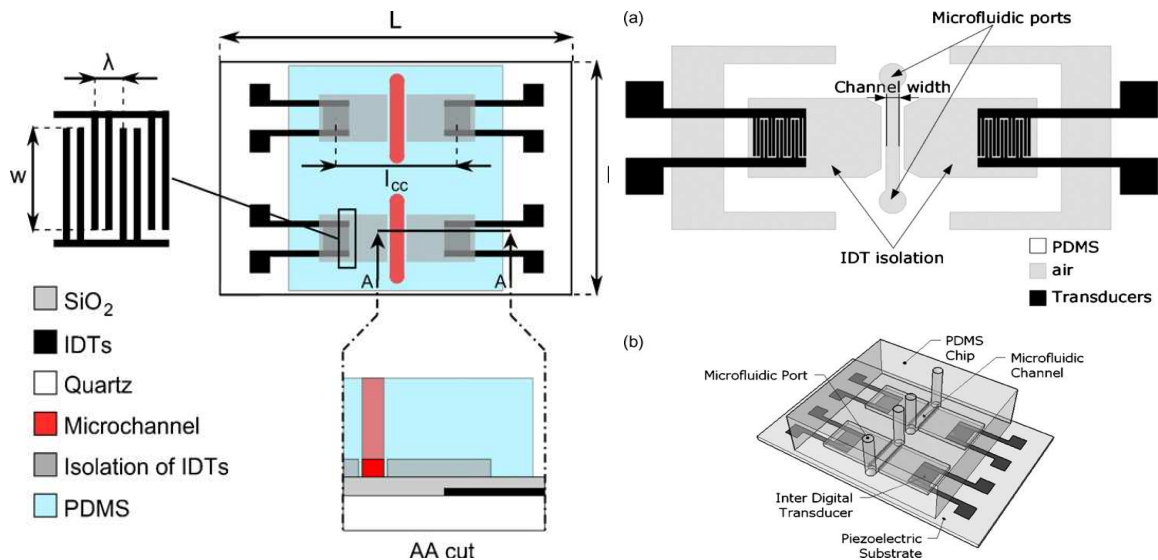 L
λ
w
lcc
A
A
SiO2
IDTs
Quartz
Microchannel
Isolation of IDTs
PDMS
AA cut
(a)
Microfluidic ports
Channel width
IDT isolation
PDMS
air
Transducers
(b)
PDMS
Chip
Microfluidic
Channel
Microfluidic Port
Inter Digital
Transducer
Piezoelectric
Substrate